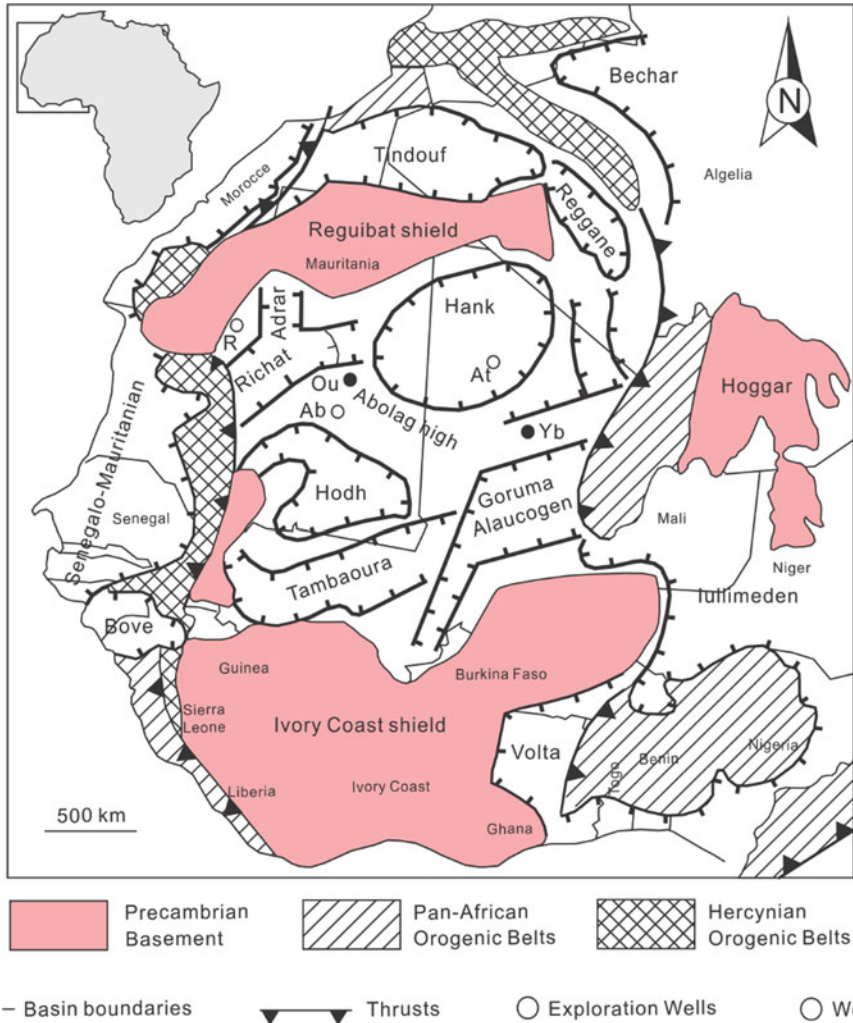 N
Bechar
Algelia
Tindouf
Morocce
Reggane
Reguibat shield
Mauritania
Hank
Adrar
R
Richat
At
Hoggar
Ou
Abolag high
Ab
Yb
Senegalo-Mauritanian
Hodh
Goruma
Alaucogen
Senegal
Mali
Tambaoura
Niger
Iullimeden
Bove
Guinea
Burkina Faso
Sierra
Leone
Ivory Coast shield
Volta
Benin
Nigeria
Togo
Liberia
Ivory Coast
Ghana
500 km
Precambrian
Basement
Pan-African
Orogenic Belts
Hercynian
Orogenic Belts
Basin boundaries
Thrusts
Exploration Wells